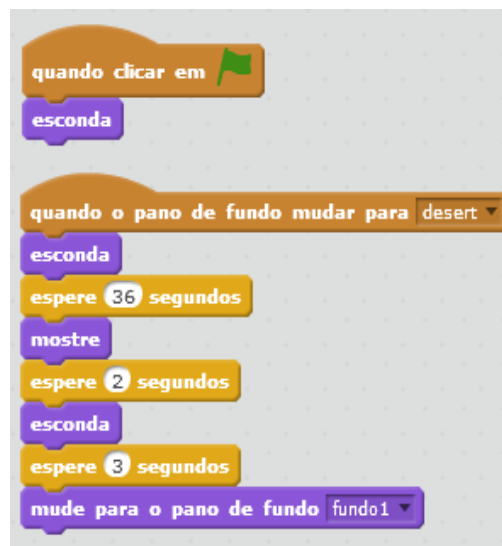 quando clicar em
esconda
quando o pano de fundo mudar para desert
esconda
espere 36 segundos
mostre
espere 2 segundos
esconda
espere 3 segundos
mude para o pano de fundo fundo1